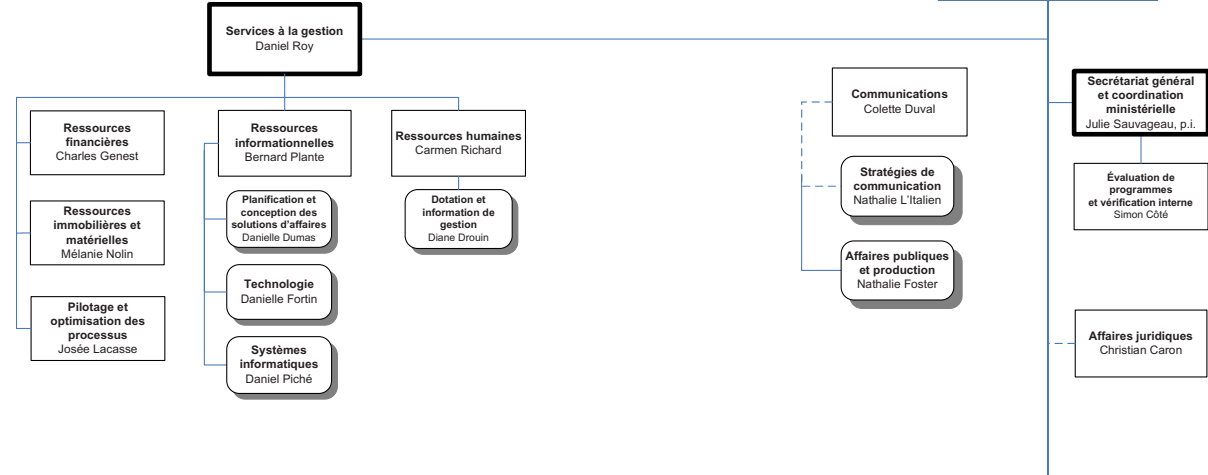 Services à la gestion
Daniel Roy
Ressources
financières
Charles Genest
Ressources
immobilières et
matérielles
Mélanie Nolin
Pilotage et
optimisation des
processus
Josée Lacasse
Ressources
informationnelles
Bernard Plante
Planification et
conception des
solutions d'affaires
Danielle Dumas
Technologie
Danielle Fortin
Systèmes
informatiques
Daniel Piché
Ressources humaines
Carmen Richard
Dotation et
information de
gestion
Diane Drouin
Communications
Colette Duval
Stratégies de
communication
Nathalie L'Italien
Affaires publiques
et production
Nathalie Foster
Secrétariat général
et coordination
ministérielle
Julie Sauvageau, p.i.
Évaluation de
programmes
et vérification interne
Simon Côté
Affaires juridiques
Christian Caron